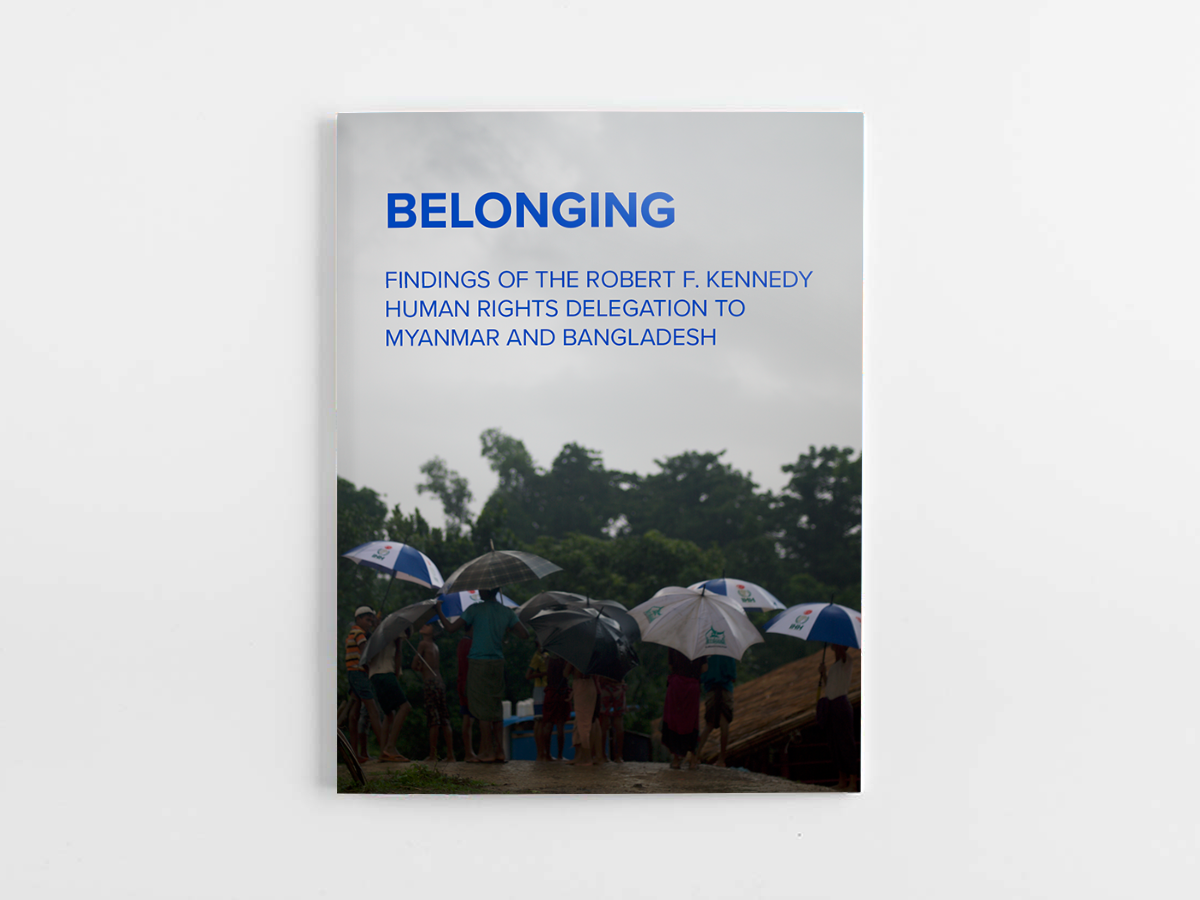 BELONGING
FINDINGS OF THE ROBERT F. KENNEDY
HUMAN RIGHTS DELEGATION TO
MYANMAR AND BANGLADESH